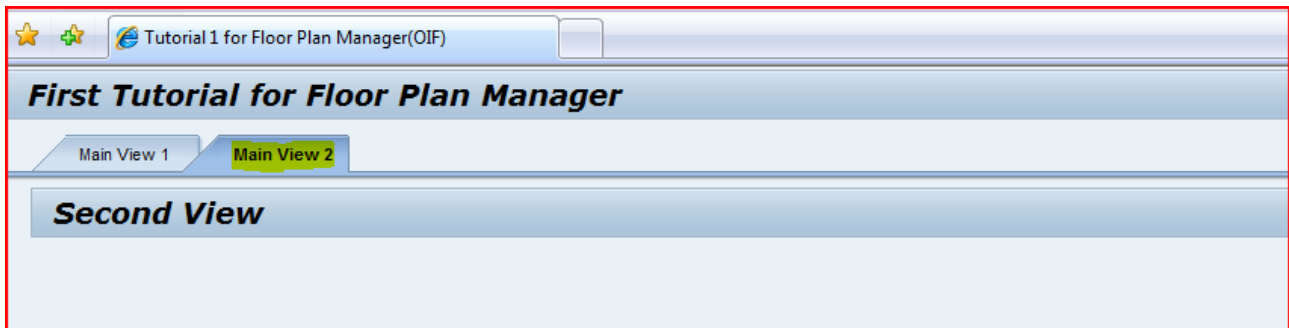 Tutorial 1 for Floor Plan Manager(OIF)
First Tutorial for Floor Plan Manager
Main View 1 Main View 2
Second View